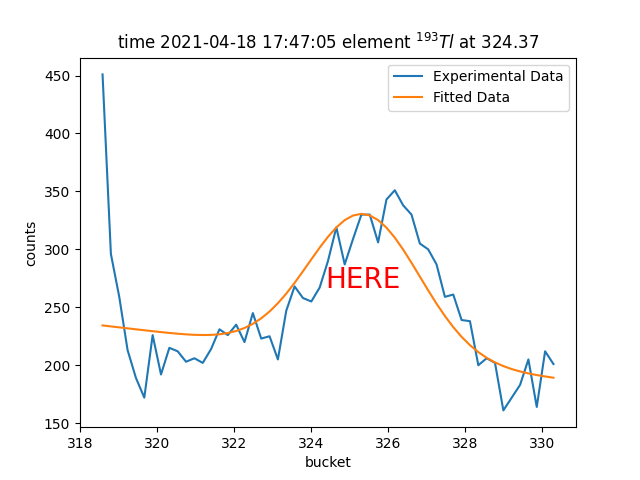 time 2021-04-18 17:47:05 element ¹⁹³Tl at 324.37
Experimental Data
Fitted Data
HERE
counts
450
400
350
300
250
200
150
318 320 322 324 326 328 330
bucket